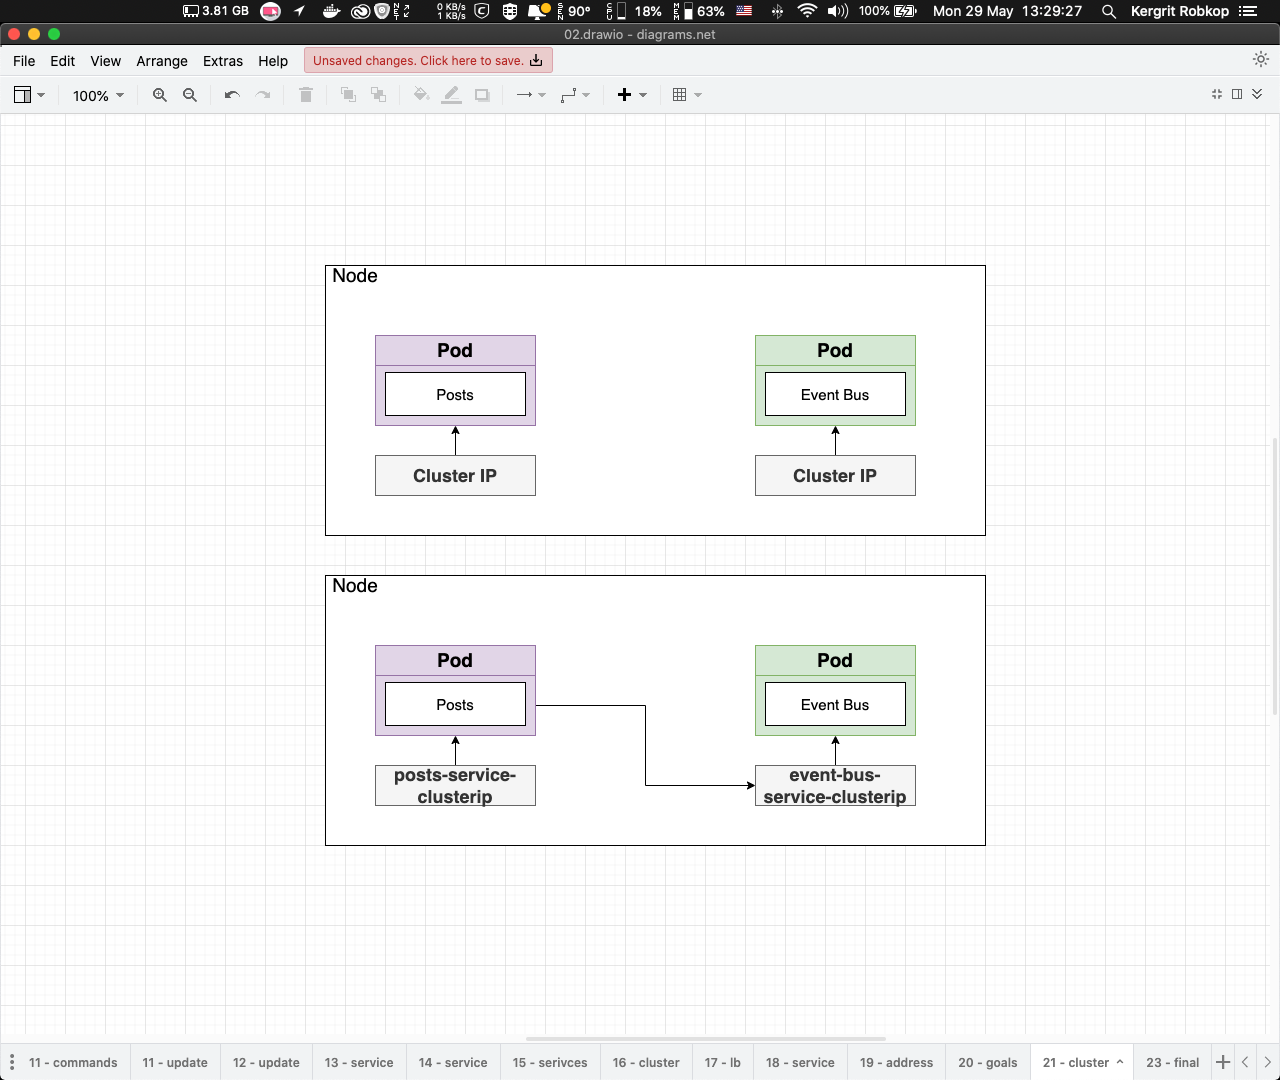 3.81 GB
NET
0 KB/s
1 KB/s
SEN
90°
CPU
18%
MEM
63%
100%
Mon 29 May 13:29:27
Kergrit Robkop
02.drawio - diagrams.net
File Edit View Arrange Extras Help Unsaved changes. Click here to save.
100%
Node
Pod
Posts
Cluster IP
Pod
Event Bus
Cluster IP
Node
Pod
Posts
posts-service-
clusterip
Pod
Event Bus
event-bus-
service-clusterip
11 - commands 11 - update 12 - update 13 - service 14 - service 15 - serivces 16 - cluster 17 - lb 18 - service 19 - address 20 - goals 21 - cluster 23 - final